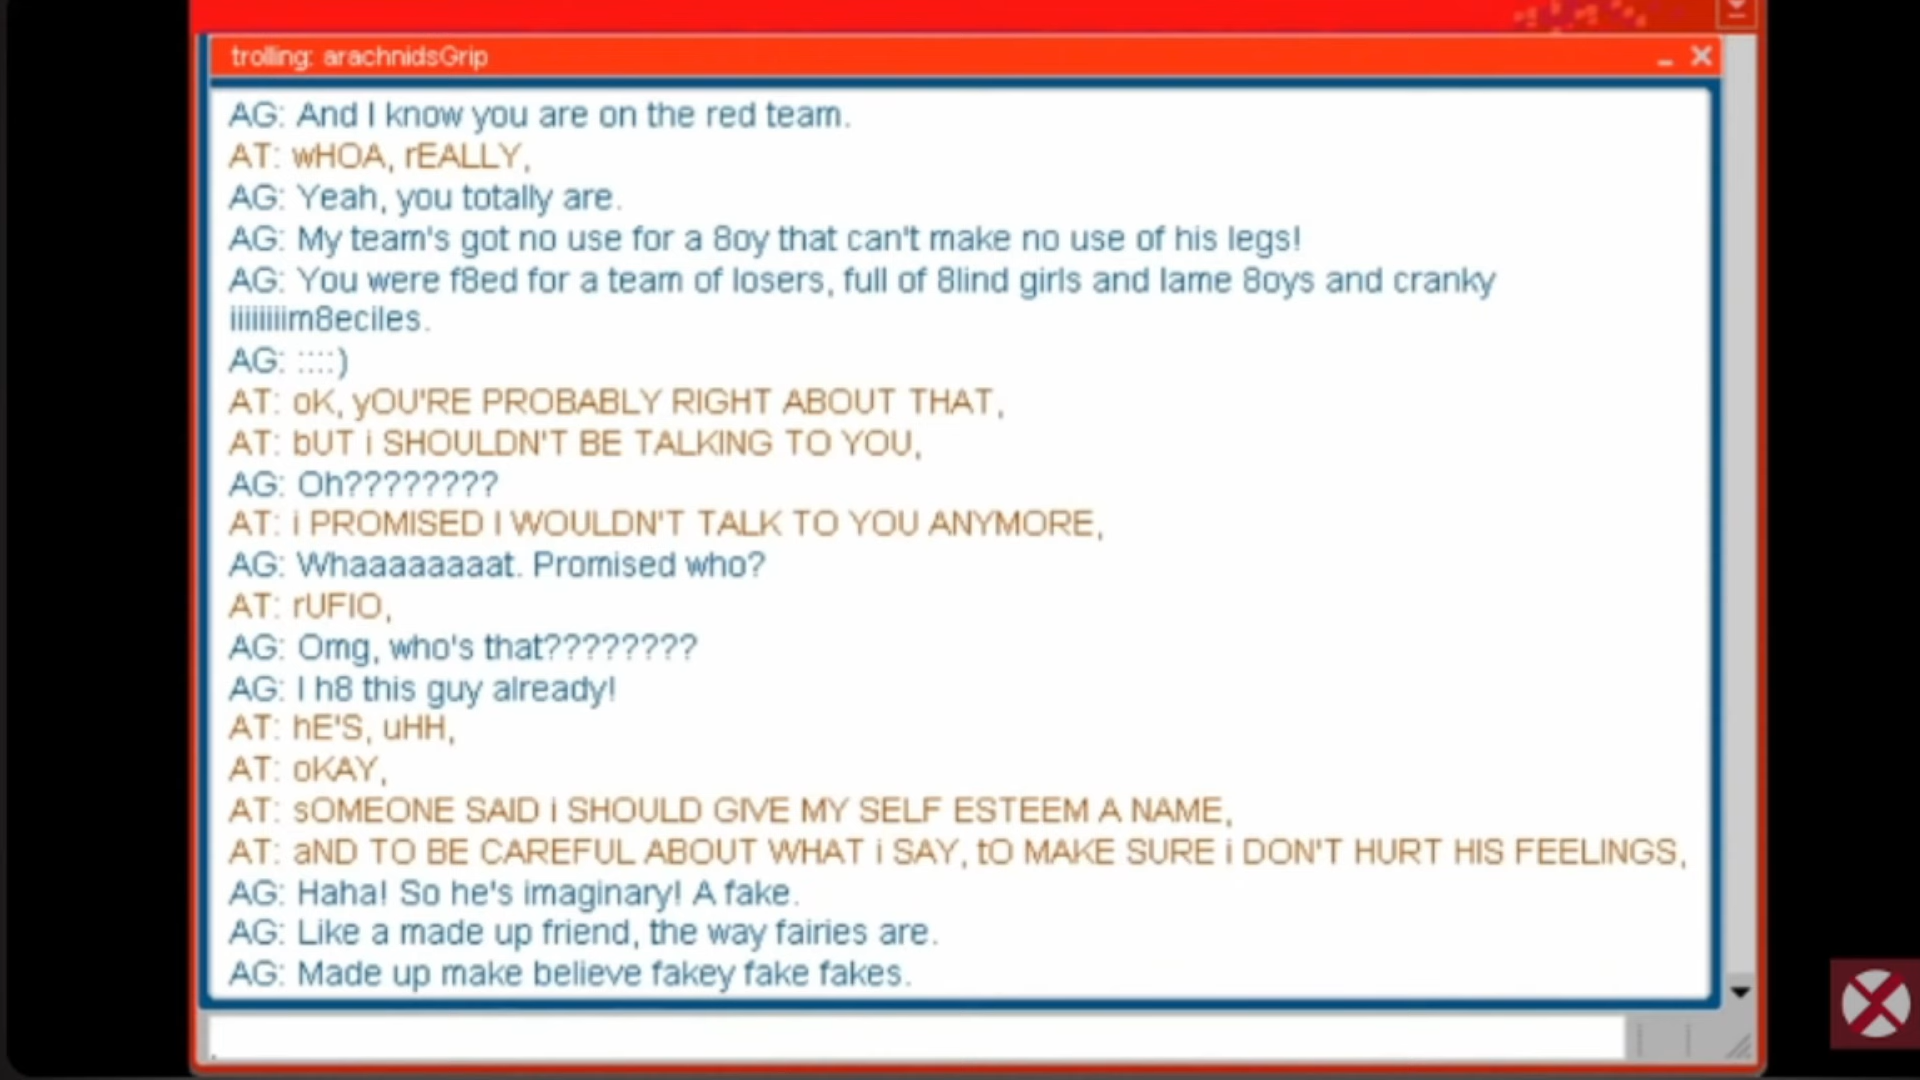 trolling: arachnidsGrip
AG: And I know you are on the red team.
AT: wHOA, rEALLY,
AG: Yeah, you totally are.
AG: My team's got no use for a 8oy that can't make no use of his legs!
AG: You were f8ed for a team of losers, full of 8lind girls and lame 8oys and cranky
iiiiiiiim8eciles.
AG: ::::)
AT: oK, yOU'RE PROBABLY RIGHT ABOUT THAT,
AT: bUT i SHOULDN'T BE TALKING TO YOU,
AG: Oh????????
AT: i PROMISED I WOULDN'T TALK TO YOU ANYMORE,
AG: Whaaaaaaaat. Promised who?
AT: rUFIO,
AG: Omg, who's that????????
AG: I h8 this guy already!
AT: hE'S, uHH,
AT: oKAY,
AT: sOMEONE SAID i SHOULD GIVE MY SELF ESTEEM A NAME,
AT: aND TO BE CAREFUL ABOUT WHAT i SAY, tO MAKE SURE i DON'T HURT HIS FEELINGS,
AG: Haha! So he's imaginary! A fake.
AG: Like a made up friend, the way fairies are.
AG: Made up make believe fakey fake fakes.